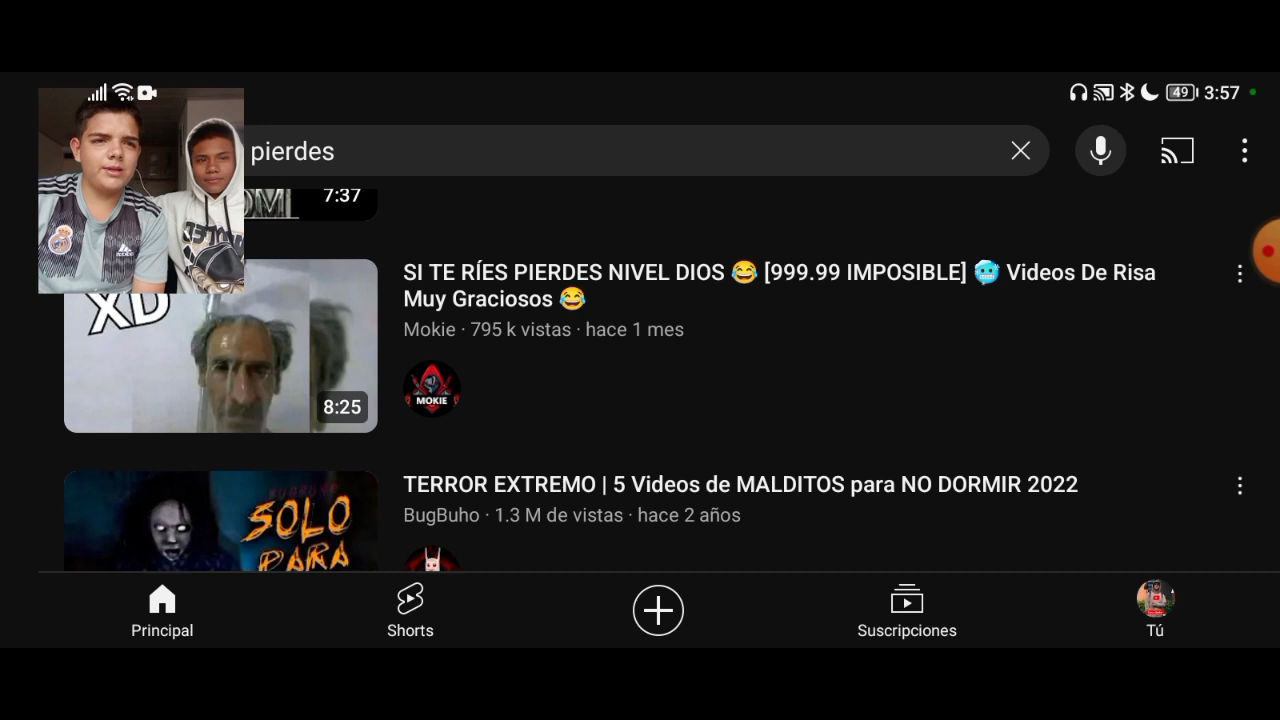 49 3:57
pierdes
7:37
SI TE RÍES PIERDES NIVEL DIOS 😂 [999.99 IMPOSIBLE] 🥶 Videos De Risa
Muy Graciosos 😂
Mokie · 795 k vistas · hace 1 mes
XD
MOKIE
8:25
TERROR EXTREMO | 5 Videos de MALDITOS para NO DORMIR 2022
BugBuho · 1.3 M de vistas · hace 2 años
SOLO
PARA
Principal
Shorts
Suscripciones
Tú